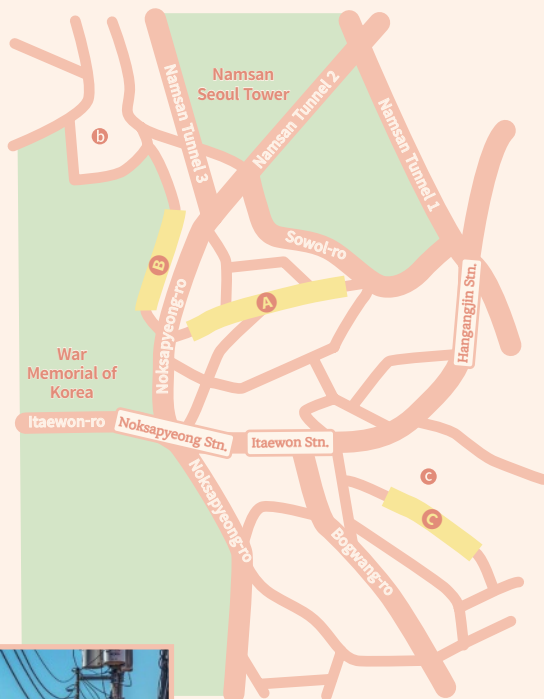 Namsan
Seoul Tower
Namsan Tunnel 3
Namsan Tunnel 2
Namsan Tunnel 1
b
Sowol-ro
B
A
Noksapyeong-ro
Hangangjin Stn.
War
Memorial of
Korea
Itaewon-ro
Noksapyeong Stn.
Itaewon Stn.
Noksapyeong-ro
c
C
Bogwang-ro